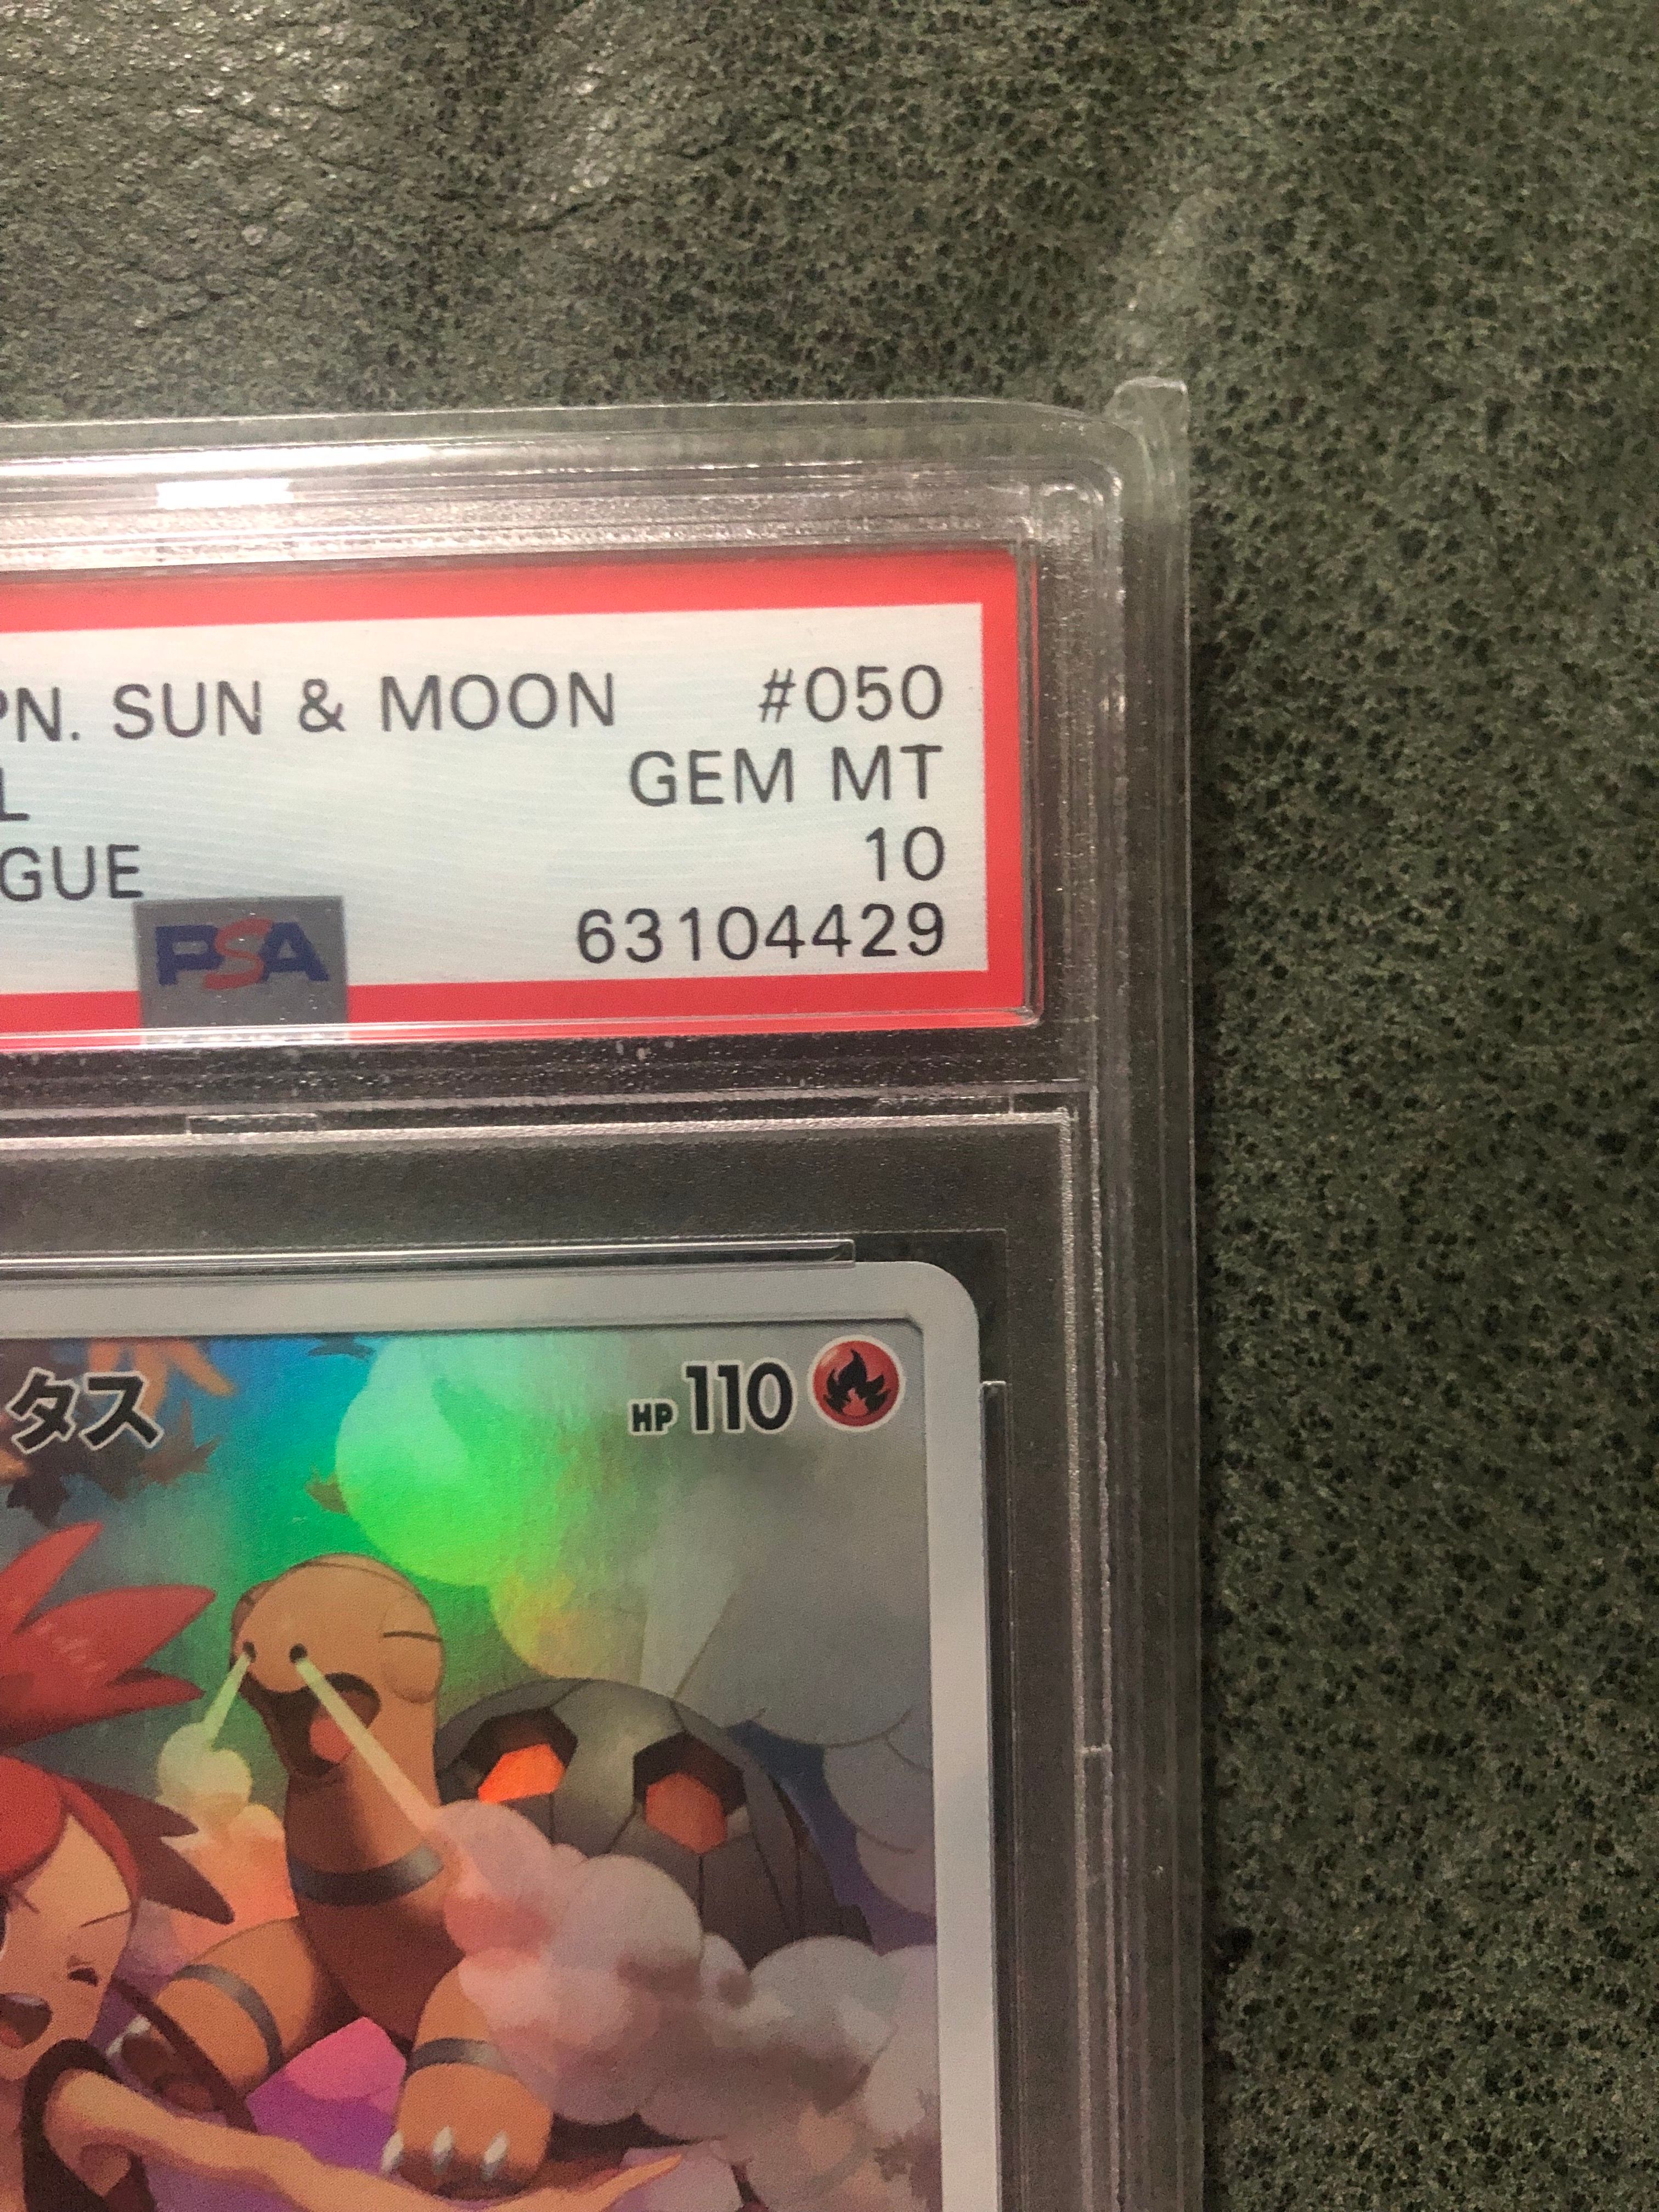 PN. SUN & MOON #050
L GEM MT
GUE 10
PSA 63104429
タス HP 110